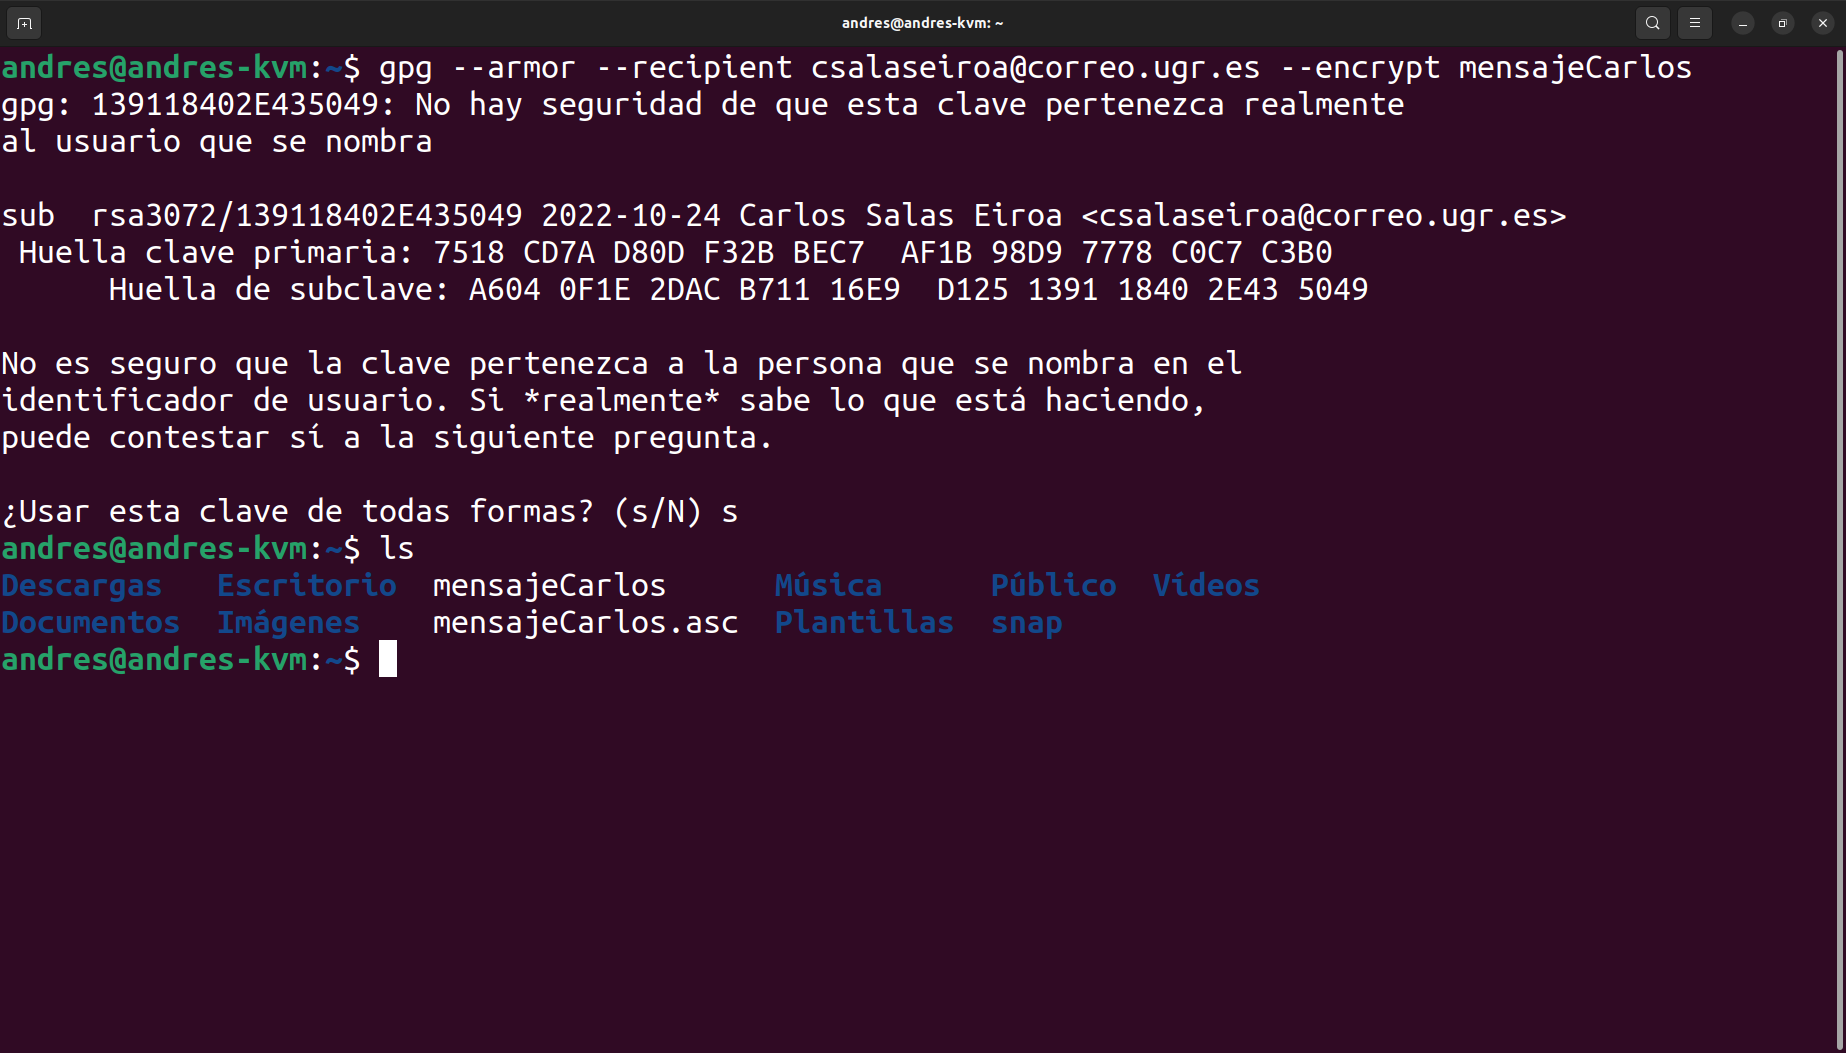 andres@andres-kvm: ~
andres@andres-kvm:~$ gpg --armor --recipient csalaseiroa@correo.ugr.es --encrypt mensajeCarlos
gpg: 139118402E435049: No hay seguridad de que esta clave pertenezca realmente
al usuario que se nombra
sub  rsa3072/139118402E435049 2022-10-24 Carlos Salas Eiroa <csalaseiroa@correo.ugr.es>
 Huella clave primaria: 7518 CD7A D80D F32B BEC7  AF1B 98D9 7778 C0C7 C3B0
      Huella de subclave: A604 0F1E 2DAC B711 16E9  D125 1391 1840 2E43 5049
No es seguro que la clave pertenezca a la persona que se nombra en el
identificador de usuario. Si *realmente* sabe lo que está haciendo,
puede contestar sí a la siguiente pregunta.
¿Usar esta clave de todas formas? (s/N) s
andres@andres-kvm:~$ ls
Descargas   Escritorio  mensajeCarlos      Música      Público  Vídeos
Documentos  Imágenes    mensajeCarlos.asc  Plantillas  snap
andres@andres-kvm:~$